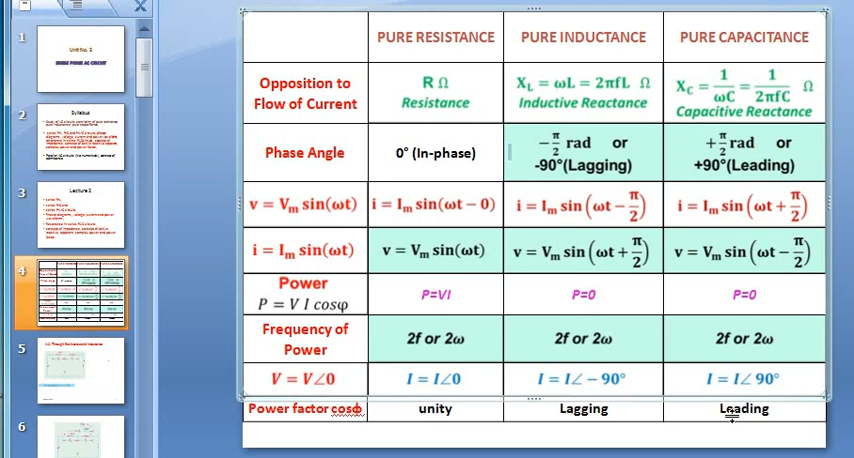 1
Unit No. 3
SINGLE PHASE AC CIRCUIT
2
Syllabus
3
Lecture 2
4
5
6
PURE RESISTANCE PURE INDUCTANCE PURE CAPACITANCE
Opposition to Flow of Current
R Ω
Resistance
X_L = ωL = 2πfL Ω
Inductive Reactance
X_C = 1/ωC = 1/2πfC Ω
Capacitive Reactance
Phase Angle
0° (In-phase)
−π/2 rad or
-90°(Lagging)
+π/2 rad or
+90°(Leading)
v = V_m sin(ωt) i = I_m sin(ωt − 0) i = I_m sin(ωt − π/2) i = I_m sin(ωt + π/2)
i = I_m sin(ωt) v = V_m sin(ωt) v = V_m sin(ωt + π/2) v = V_m sin(ωt − π/2)
Power
P = V I cosφ
P=VI P=0 P=0
Frequency of
Power
2f or 2ω 2f or 2ω 2f or 2ω
V = V∠0 I = I∠0 I = I∠ − 90° I = I∠ 90°
Power factor cosφ unity Lagging Leading